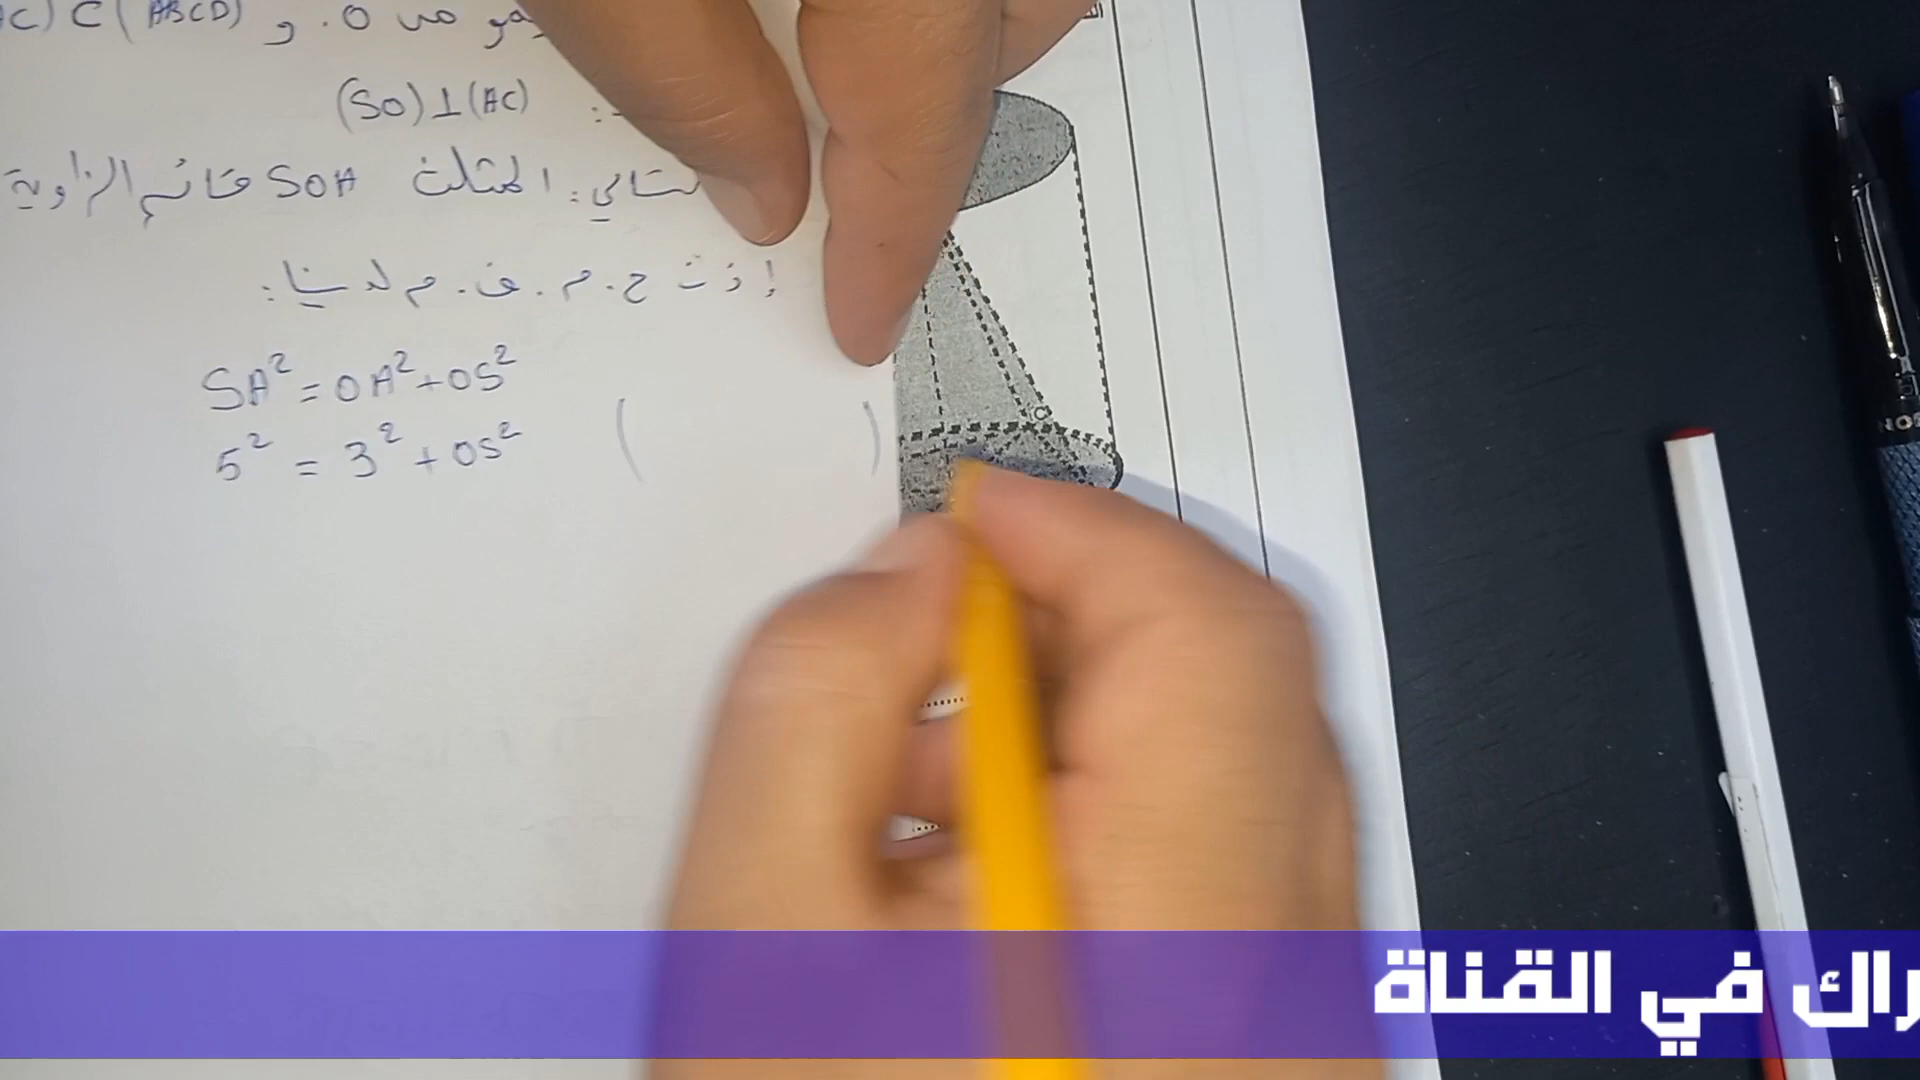 C) ⊂ (ABCD) و .O من
(SO)⊥(AC) :
المثلث SOA قائم الزاوية
إذن ح.م.ف.م لدينا:
SA² = OA² + OS²
5² = 3² + OS²
( )
راك في القناة